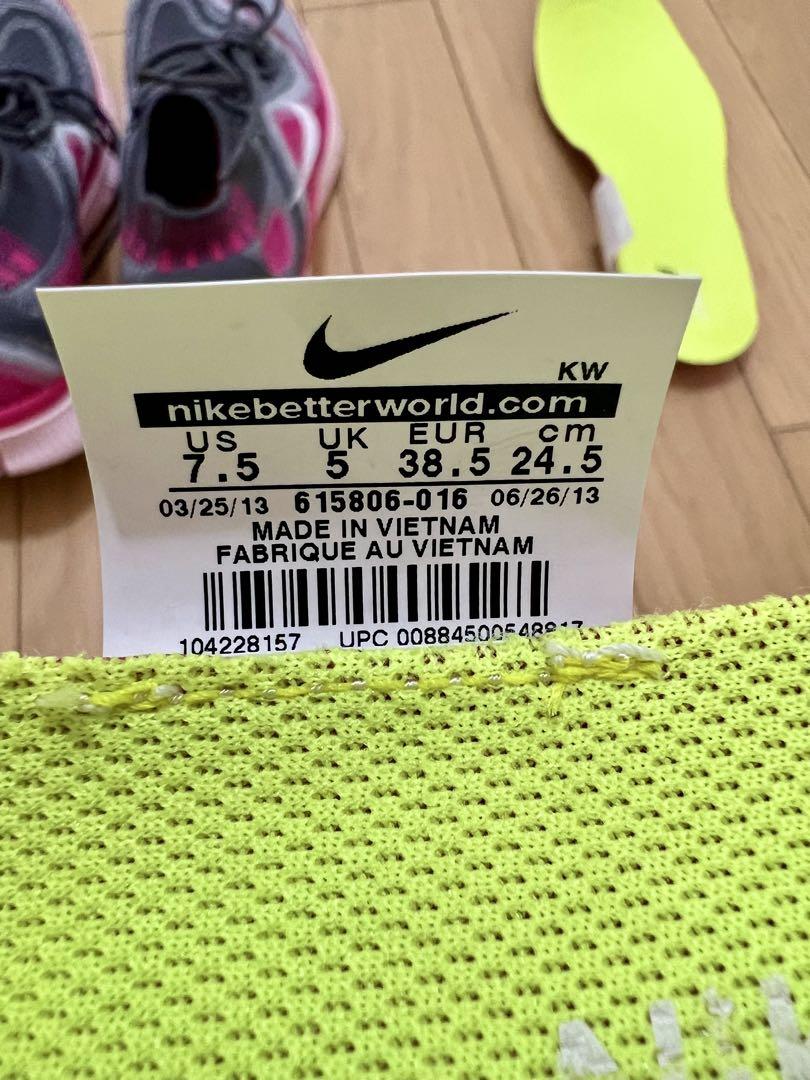 KW
nikebetterworld.com
US UK EUR cm
7.5 5 38.5 24.5
03/25/13 615806-016 06/26/13
MADE IN VIETNAM
FABRIQUE AU VIETNAM
104228157 UPC 00884500548817